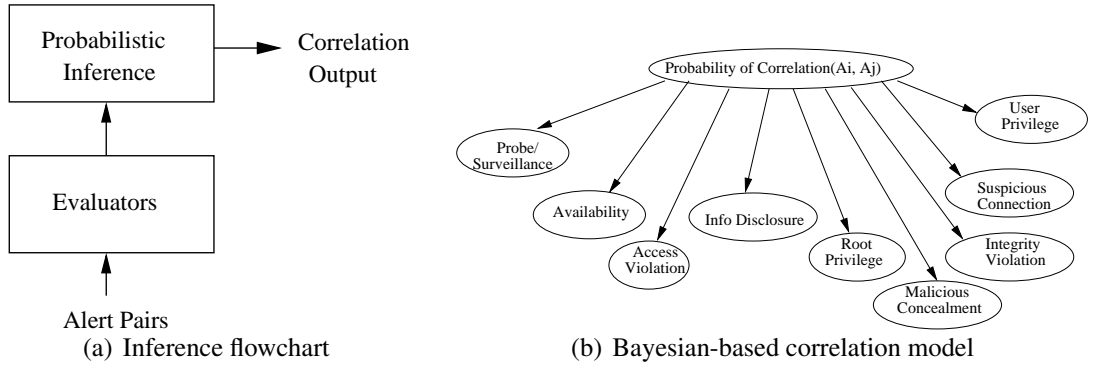 Probabilistic
Inference
Correlation
Output
Evaluators
Alert Pairs
(a) Inference flowchart
Probability of Correlation(Ai, Aj)
User
Privilege
Probe/
Surveillance
Suspicious
Connection
Availability
Info Disclosure
Access
Violation
Root
Privilege
Integrity
Violation
Malicious
Concealment
(b) Bayesian-based correlation model